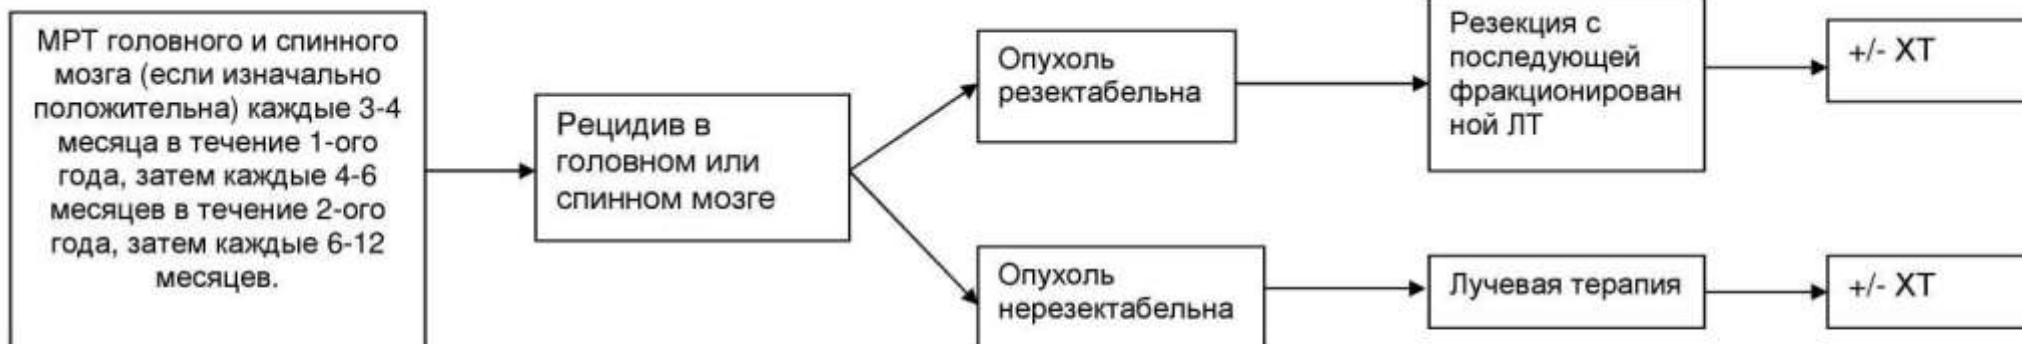 МРТ головного и спинного
мозга (если изначально
положительна) каждые 3-4
месяца в течение 1-ого
года, затем каждые 4-6
месяцев в течение 2-ого
года, затем каждые 6-12
месяцев.
Рецидив в
головном или
спинном мозге
Опухоль
резектабельна
Резекция с
последующей
фракционирован
ной ЛТ
+/- ХТ
Опухоль
нерезектабельна
Лучевая терапия
+/- ХТ